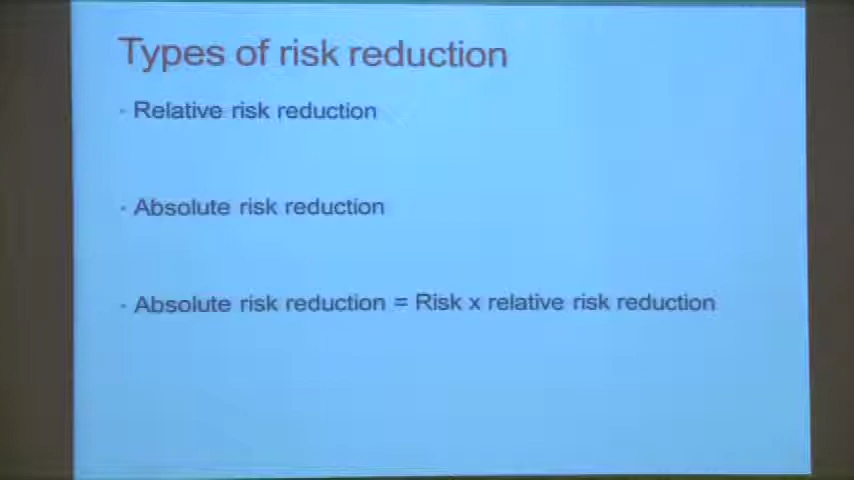 Types of risk reduction
· Relative risk reduction
· Absolute risk reduction
· Absolute risk reduction = Risk x relative risk reduction